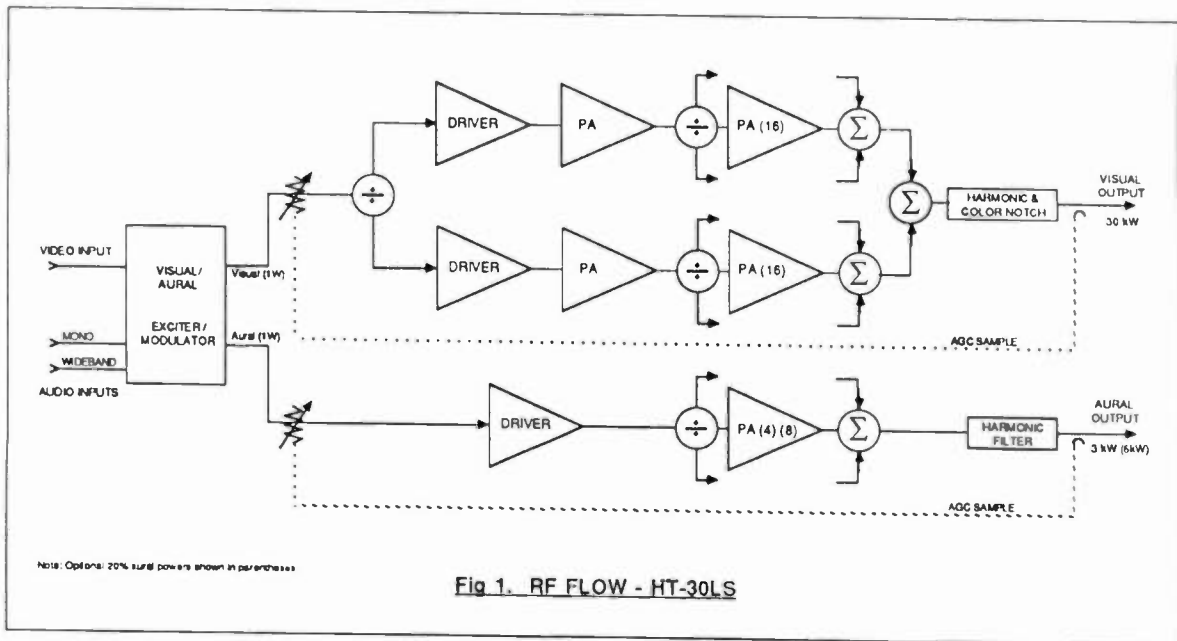 DRIVER
PA
÷
PA (16)
Σ
÷
Σ
HARMONIC & COLOR NOTCH
VISUAL OUTPUT
30 kW
VIDEO INPUT
VISUAL/ AURAL
EXCITER / MODULATOR
Visual (1W)
DRIVER
PA
÷
PA (16)
Σ
AGC SAMPLE
MONO
WIDEBAND
AUDIO INPUTS
Aural (1W)
DRIVER
÷
PA (4) (8)
Σ
HARMONIC FILTER
AURAL OUTPUT
3 kW (6kW)
AGC SAMPLE
Note: Optional 20% aural powers shown in parentheses
Fig 1. RF FLOW - HT-30LS